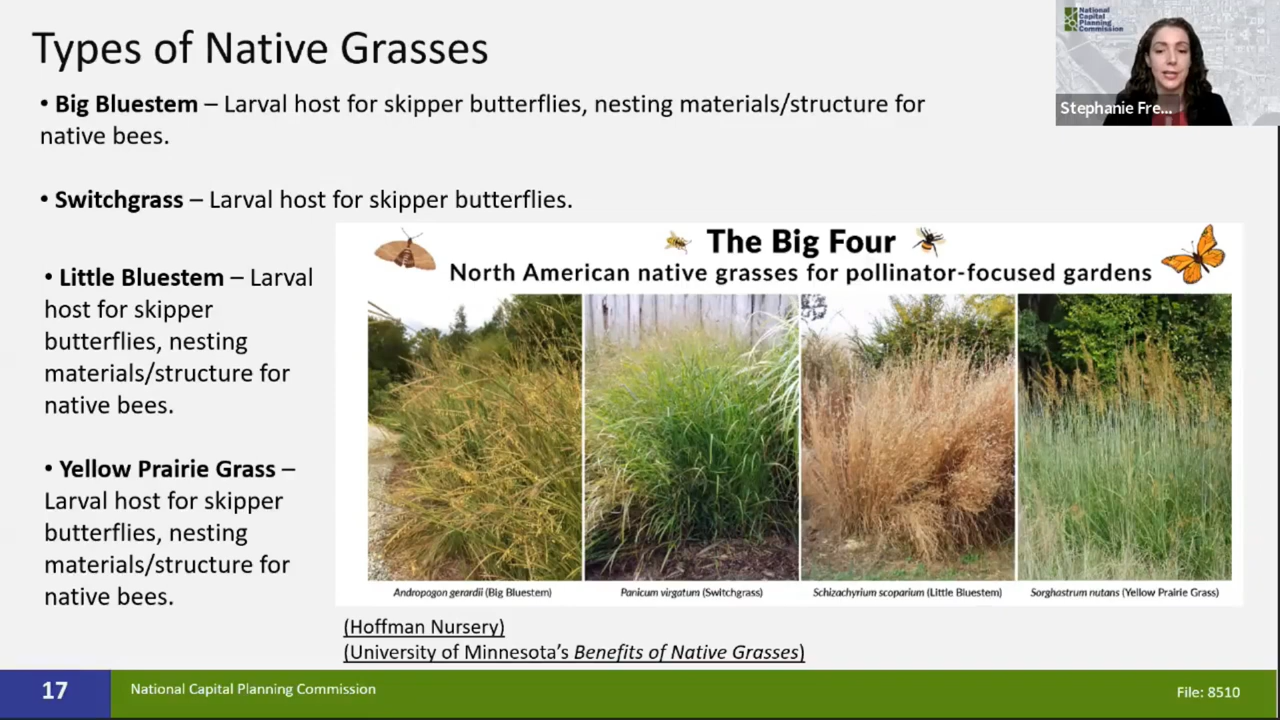 Types of Native Grasses
National
Capital
Planning
Commission
Stephanie Fre...
• Big Bluestem – Larval host for skipper butterflies, nesting materials/structure for
native bees.
• Switchgrass – Larval host for skipper butterflies.
• Little Bluestem – Larval
host for skipper
butterflies, nesting
materials/structure for
native bees.
• Yellow Prairie Grass –
Larval host for skipper
butterflies, nesting
materials/structure for
native bees.
The Big Four
North American native grasses for pollinator-focused gardens
Andropogon gerardii (Big Bluestem)
Panicum virgatum (Switchgrass)
Schizachyrium scoparium (Little Bluestem)
Sorghastrum nutans (Yellow Prairie Grass)
(Hoffman Nursery)
(University of Minnesota's Benefits of Native Grasses)
17
National Capital Planning Commission
File: 8510